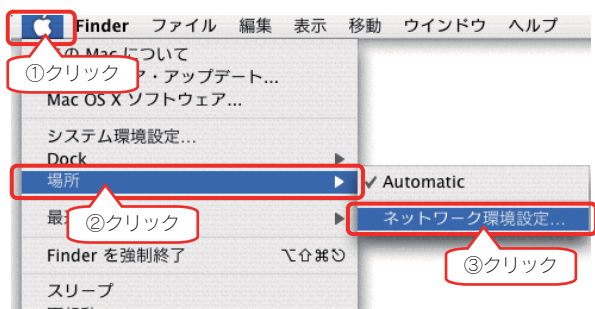 Finder ファイル 編集 表示 移動 ウインドウ ヘルプ
Mac について
①クリック
ア・アップデート...
Mac OS X ソフトウェア...
システム環境設定...
Dock
場所
✓ Automatic
②クリック
ネットワーク環境設定...
③クリック
Finder を強制終了 ⌥⇧⌘⎋
スリープ